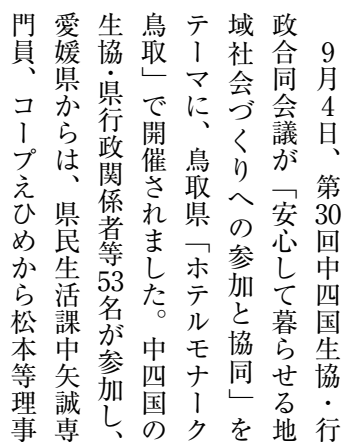 ９月４日、第30回中四国生協・行
政合同会議が「安心して暮らせる地
域社会づくりへの参加と協同」を
テーマに、鳥取県「ホテルモナーク
鳥取」で開催されました。中四国の
生協・県行政関係者等53名が参加し、
愛媛県からは、県民生活課中矢誠専
門員、コープえひめから松本等理事